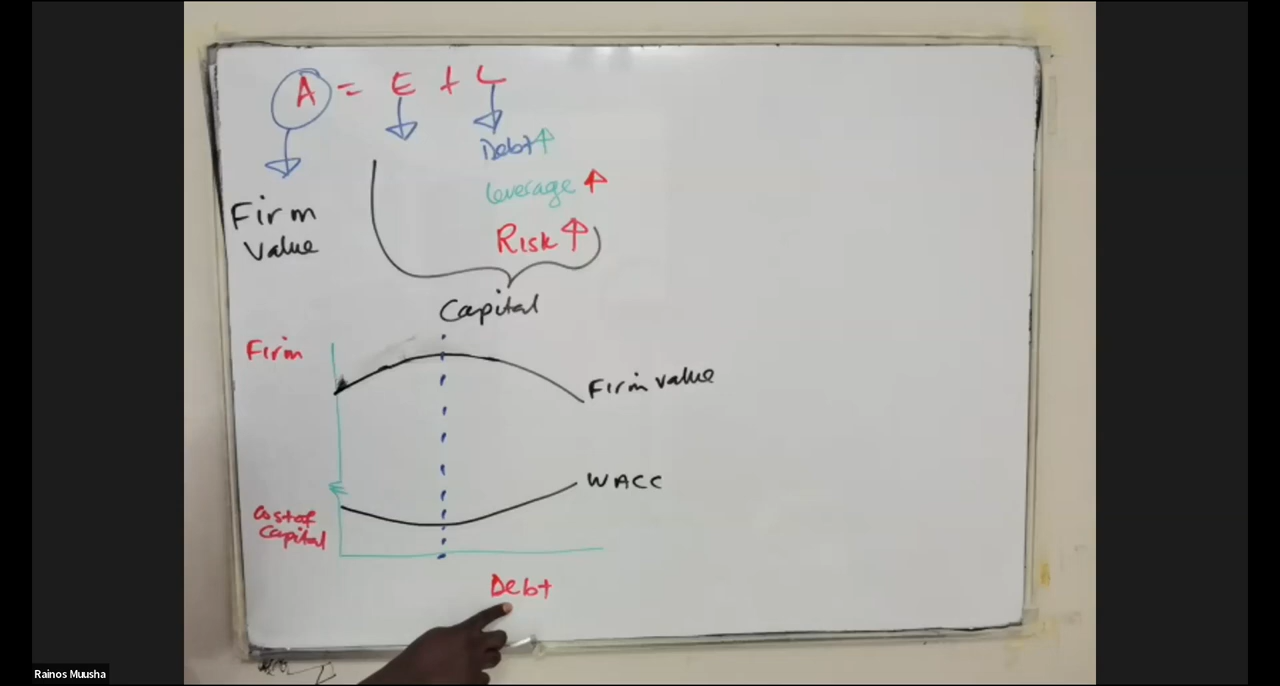 A = E + L
Debt
Leverage
Risk
Firm
Value
Capital
Firm
Firm value
WACC
Cost of
Capital
Debt
Rainos Muusha